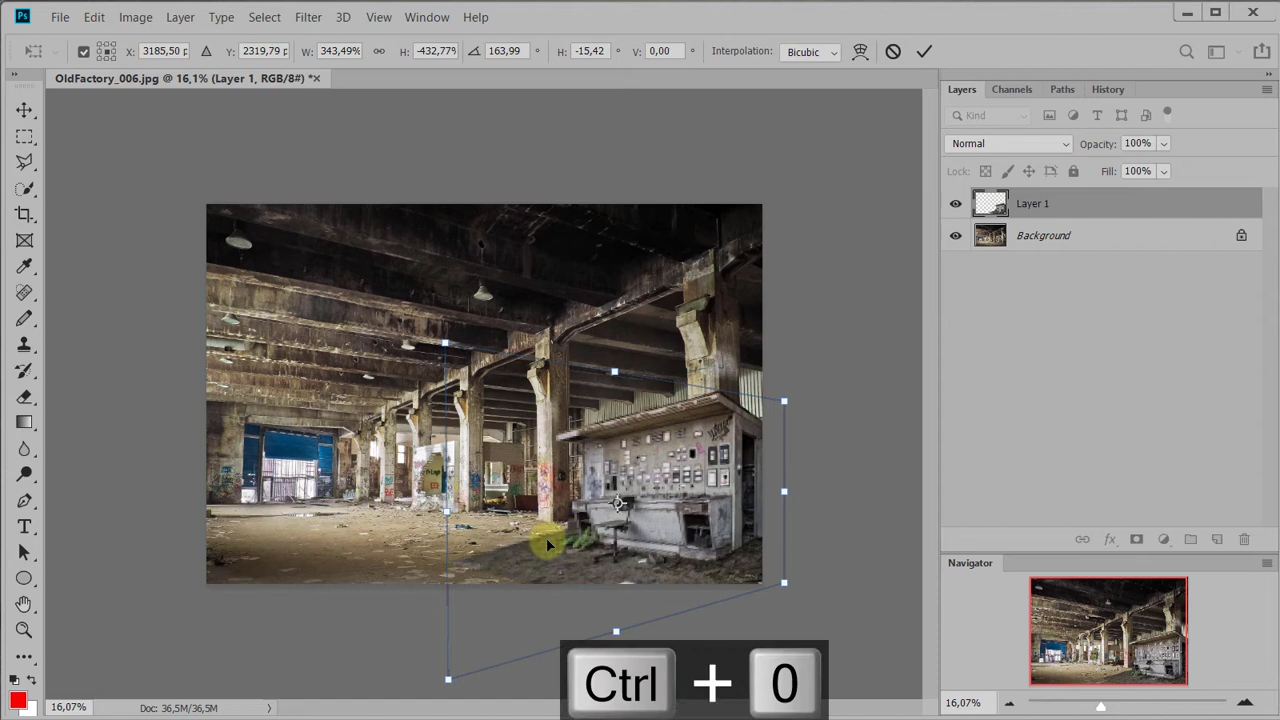 Ps File Edit Image Layer Type Select Filter 3D View Window Help
X: 3185,50 p Y: 2319,79 p W: 343,49% H: -432,77% 163,99 ° H: -15,42 ° V: 0,00 ° Interpolation: Bicubic
OldFactory_006.jpg @ 16,1% (Layer 1, RGB/8#) *
Layers Channels Paths History
Kind
Normal Opacity: 100%
Lock: Fill: 100%
Layer 1
Background
Navigator
16,07%
16,07% Doc: 36,5M/36,5M
Ctrl + 0